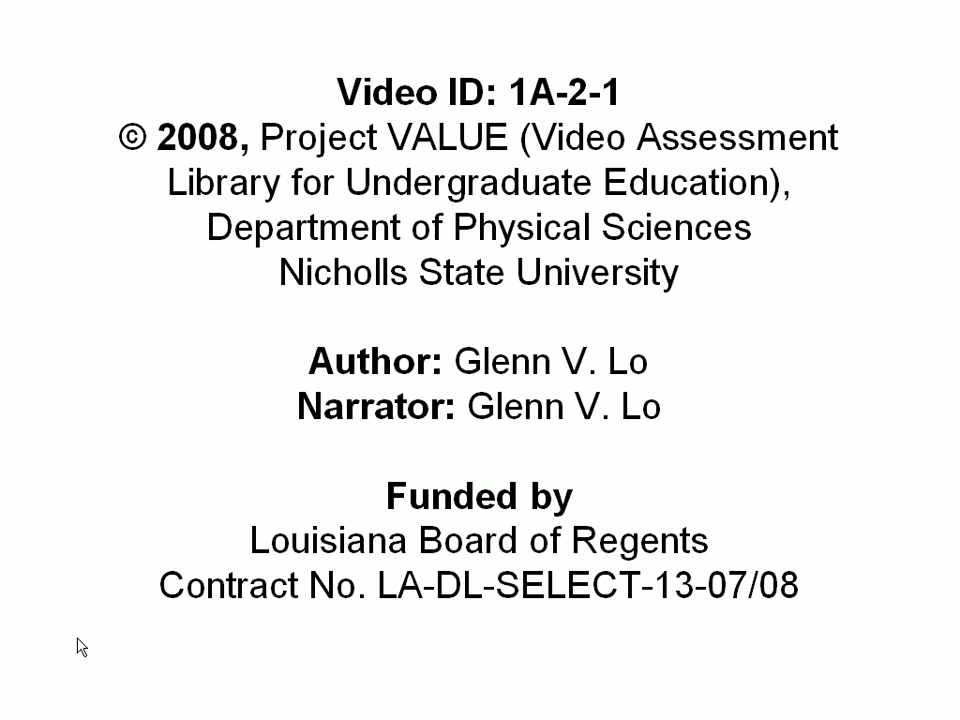 Video ID: 1A-2-1
© 2008, Project VALUE (Video Assessment
Library for Undergraduate Education),
Department of Physical Sciences
Nicholls State University
Author: Glenn V. Lo
Narrator: Glenn V. Lo
Funded by
Louisiana Board of Regents
Contract No. LA-DL-SELECT-13-07/08